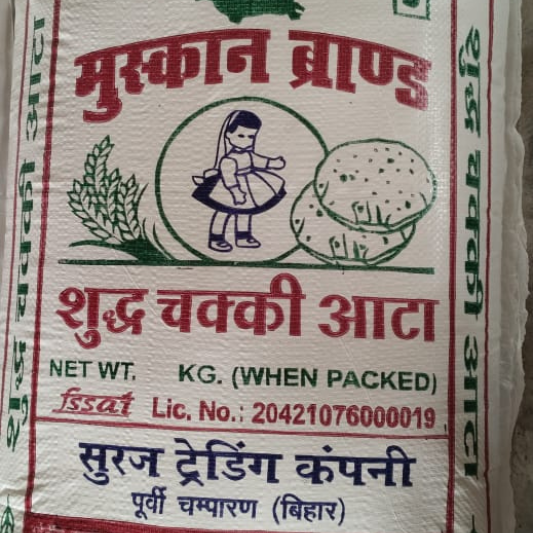 मुस्कान ब्राण्ड
शुद्ध चक्की आटा
NET WT. KG. (WHEN PACKED)
fssai Lic. No.: 20421076000019
सुरज ट्रेडिंग कंपनी
पूर्वी चम्पारण (बिहार)
शुद्ध चक्की आटा
शुद्ध चक्की आटा